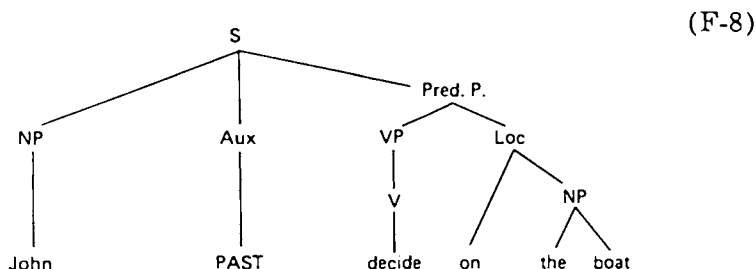 (F-8)
S
Pred. P.
NP Aux VP Loc
V NP
John PAST decide on the boat